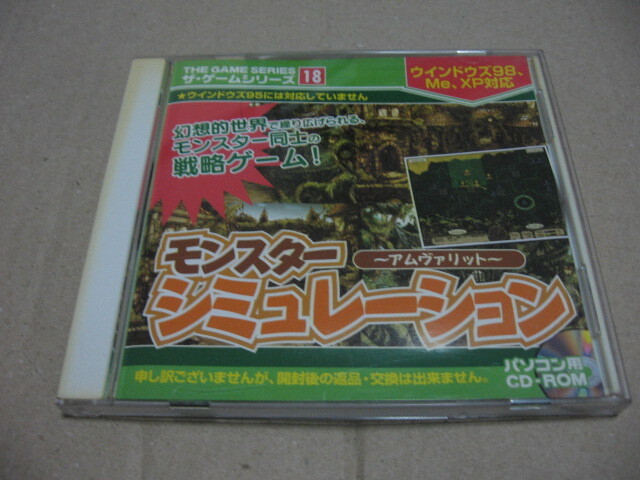 THE GAME SERIES
ザ・ゲームシリーズ 18
ウインドウズ98、
Me、XP対応
★ウインドウズ95には対応していません
幻想的世界で繰り広げられる、
モンスター同士の
戦略ゲーム！
モンスター
～アムヴァリット～
シミュレーション
申し訳ございませんが、開封後の返品・交換は出来ません。
パソコン用
CD-ROM